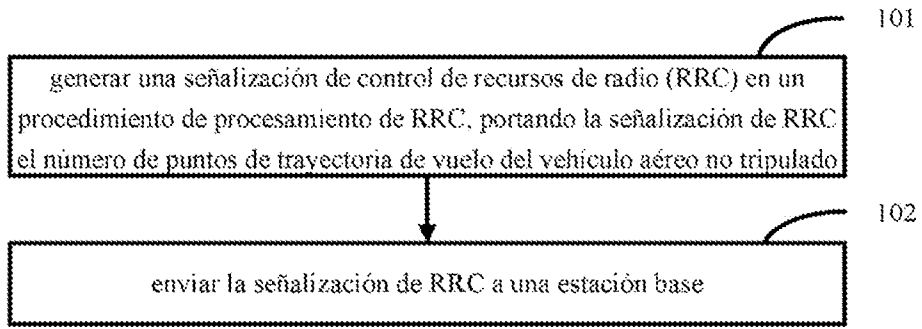 101
generar una señalización de control de recursos de radio (RRC) en un
procedimiento de procesamiento de RRC, portando la señalización de RRC
el número de puntos de trayectoria de vuelo del vehículo aéreo no tripulado
102
enviar la señalización de RRC a una estación base